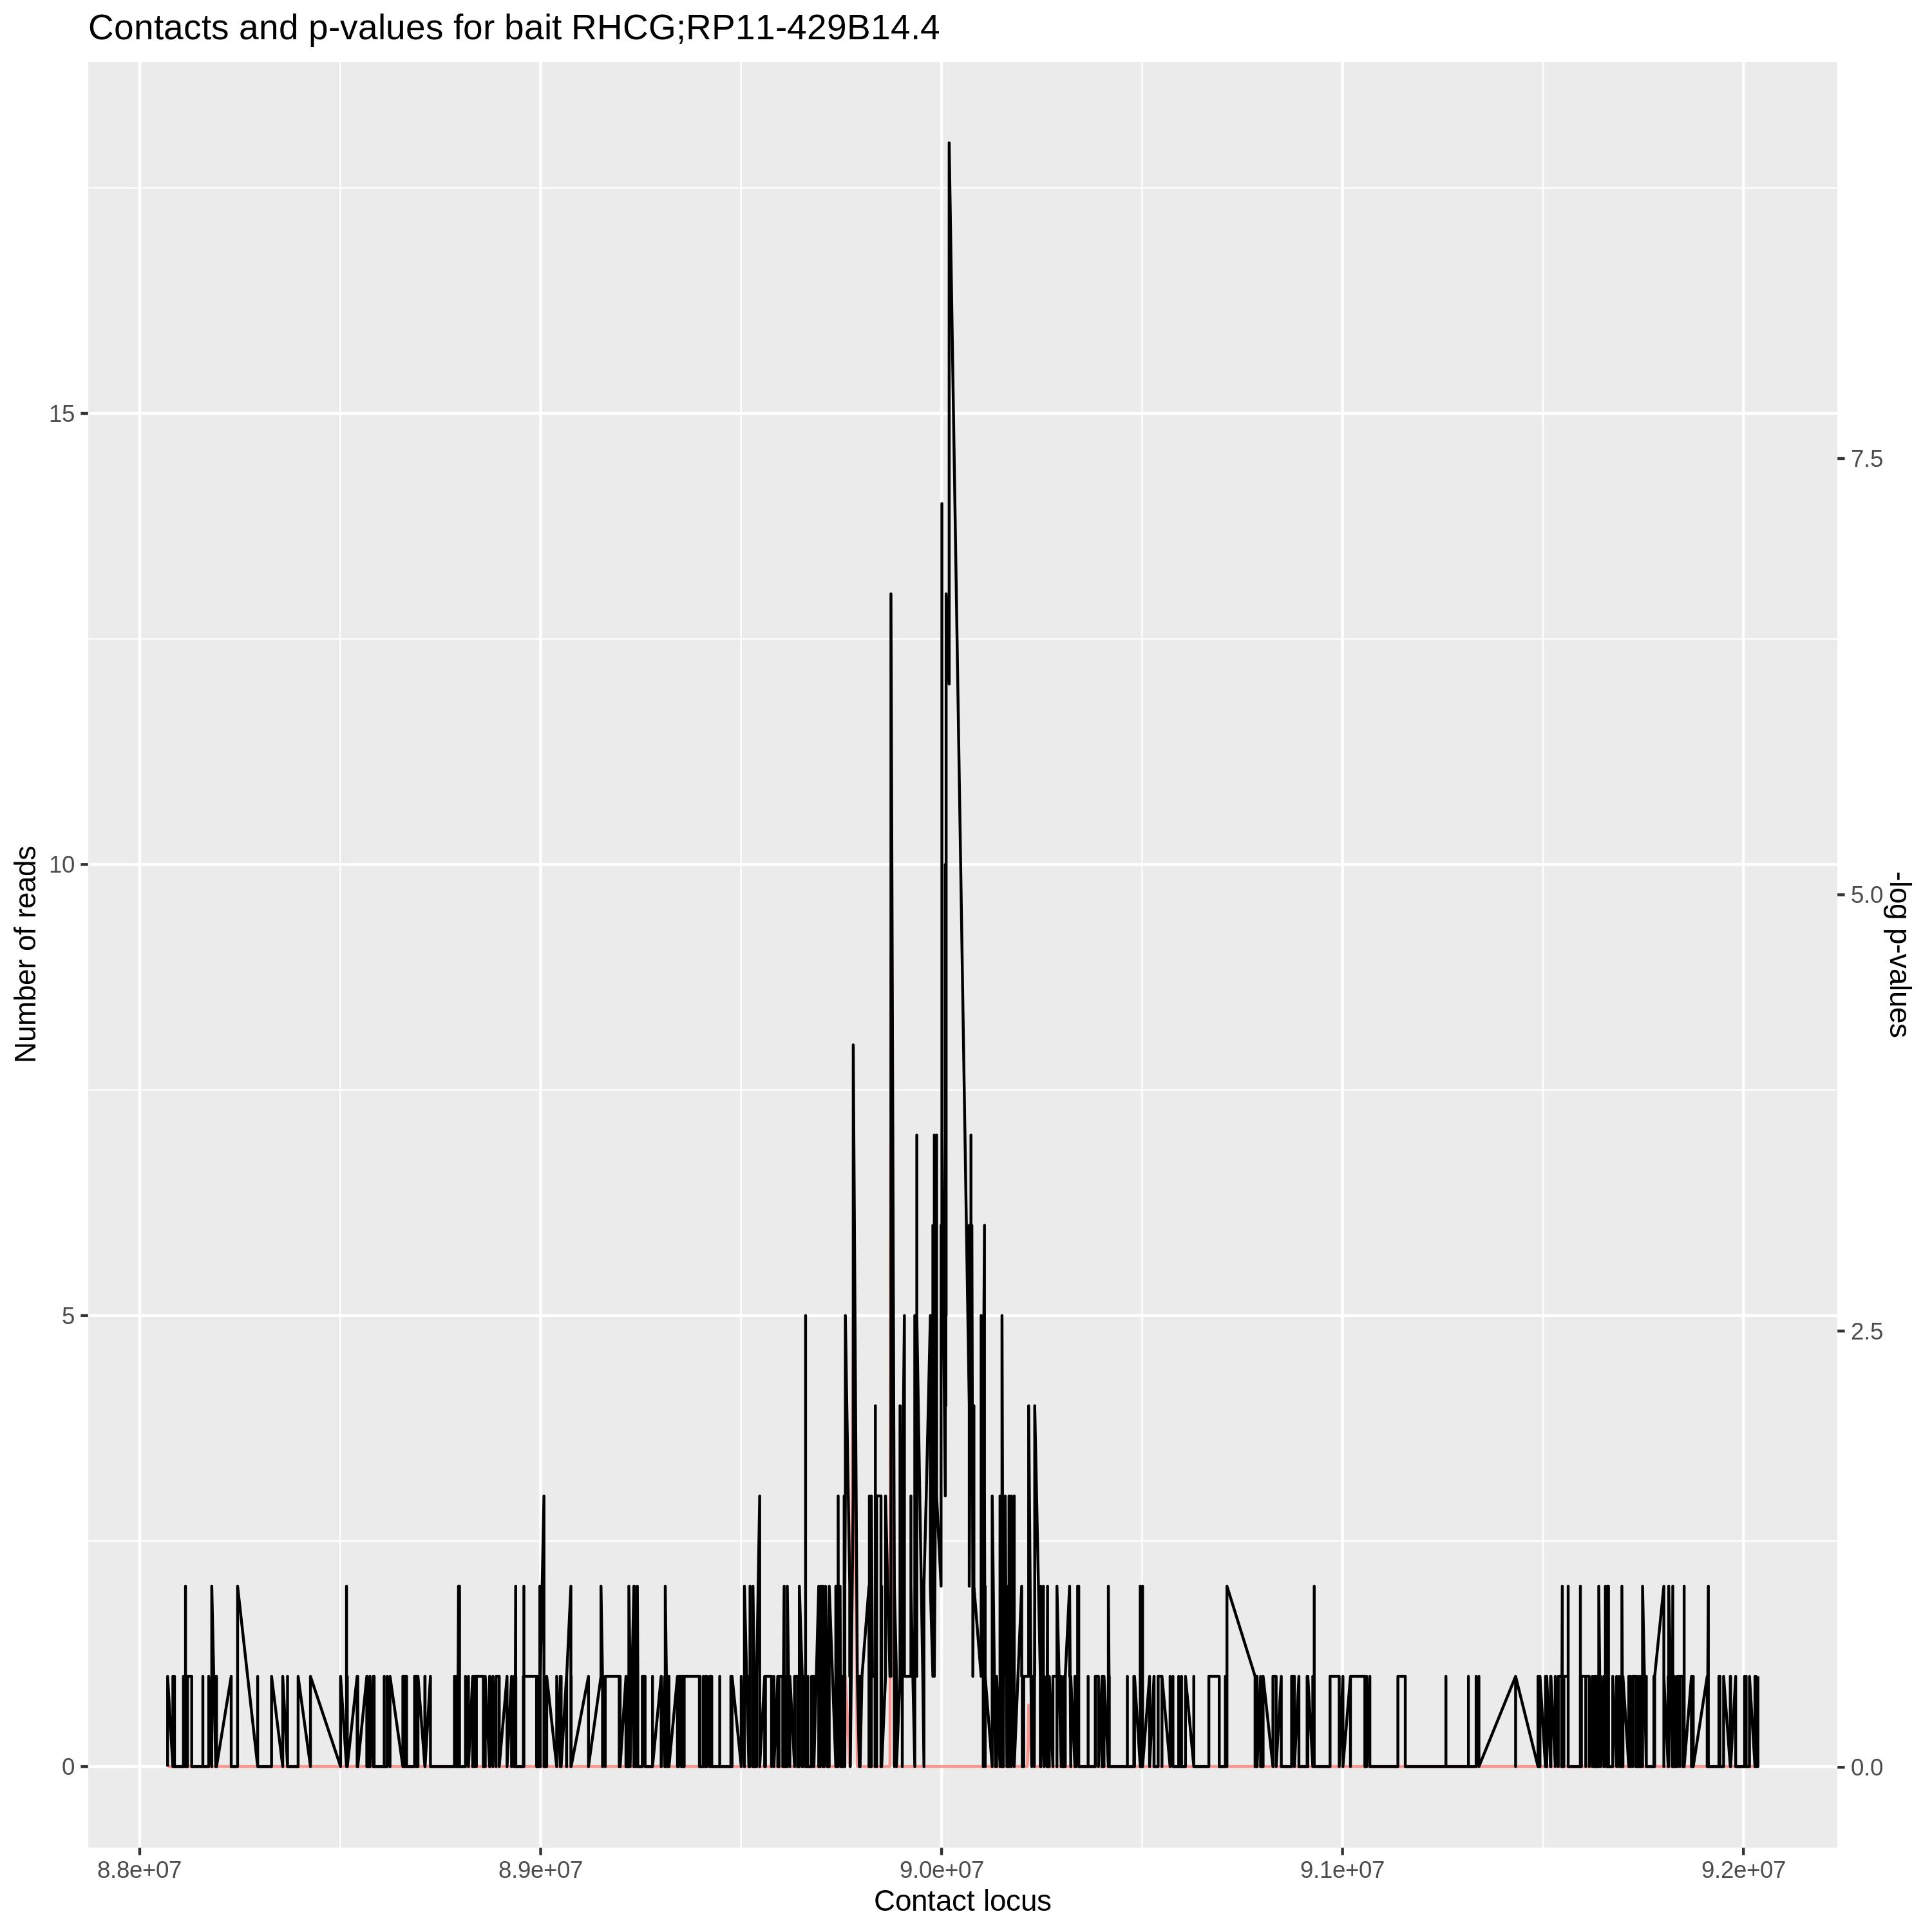 Contacts and p-values for bait RHCG;RP11-429B14.4
15
10
5
0
Number of reads
7.5
5.0
2.5
0.0
-log p-values
8.8e+07
8.9e+07
9.0e+07
9.1e+07
9.2e+07
Contact locus